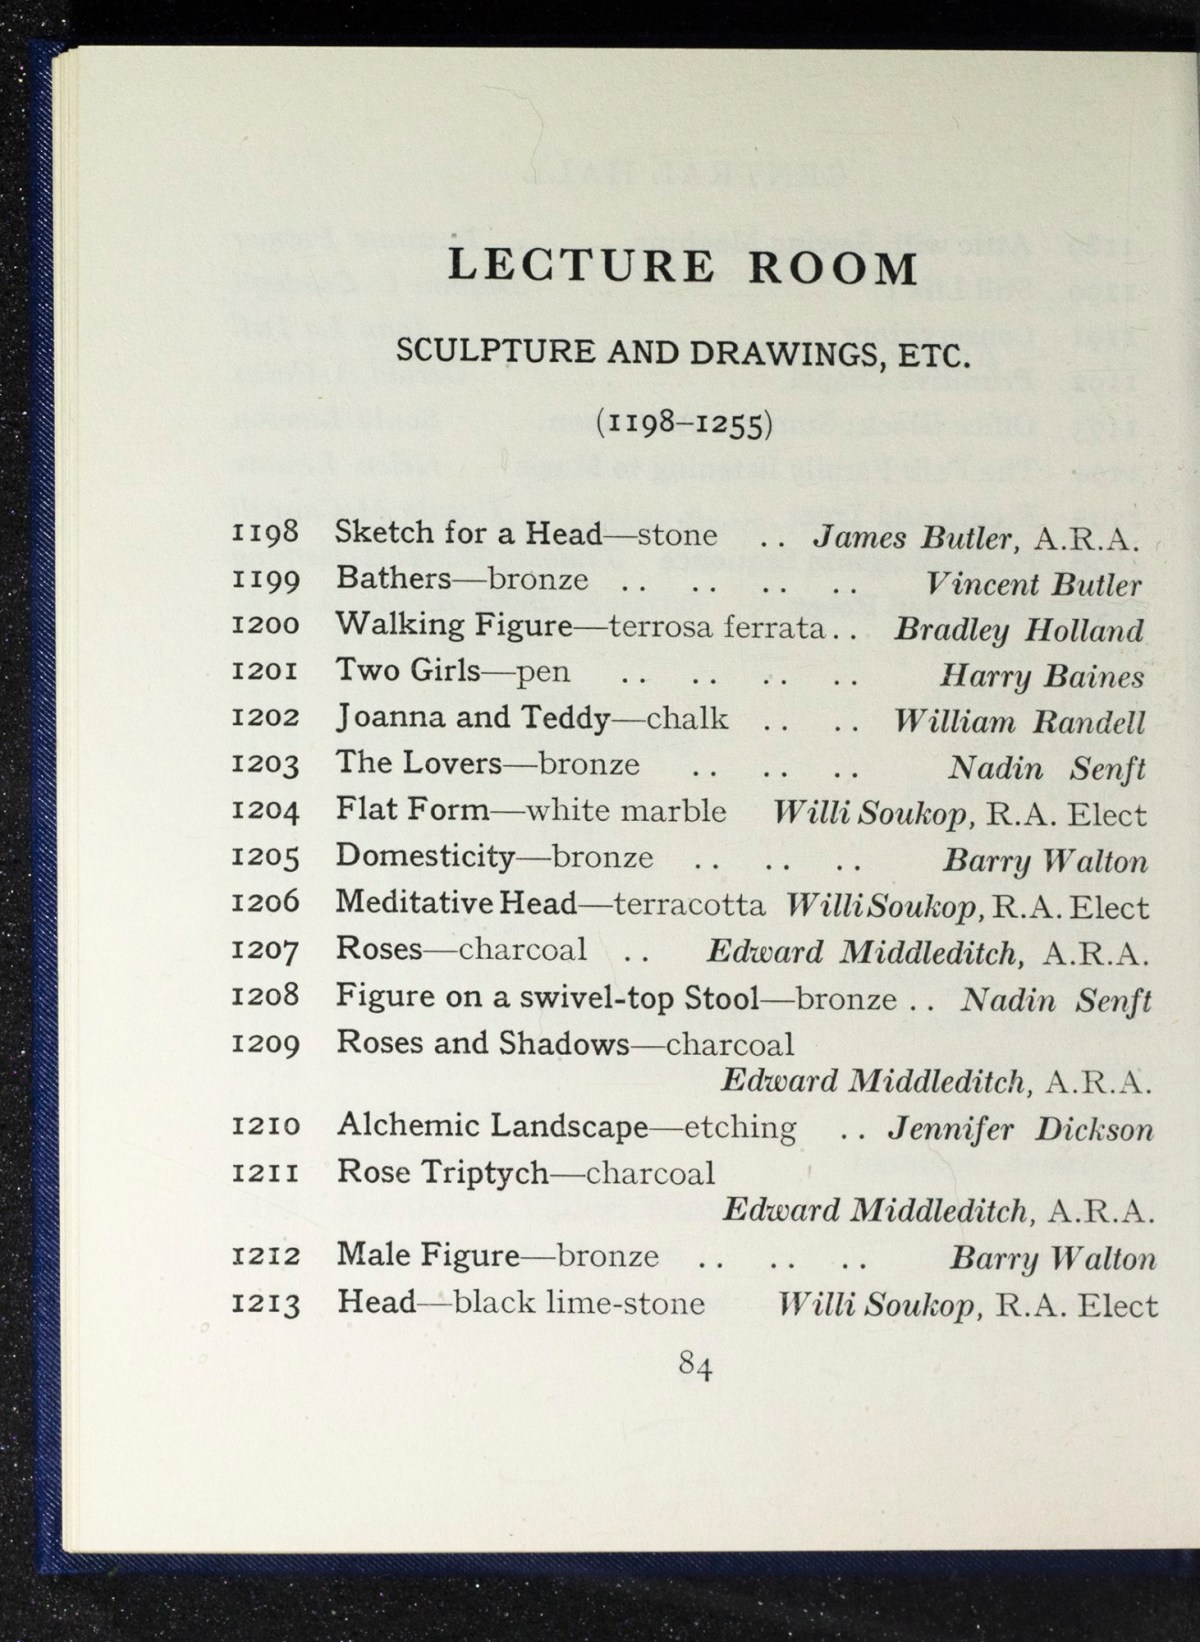 LECTURE ROOM
SCULPTURE AND DRAWINGS, ETC.
(1198–1255)
1198 Sketch for a Head—stone .. James Butler, A.R.A.
1199 Bathers—bronze .. .. .. .. Vincent Butler
1200 Walking Figure—terrosa ferrata .. Bradley Holland
1201 Two Girls—pen .. .. .. .. Harry Baines
1202 Joanna and Teddy—chalk .. .. William Randell
1203 The Lovers—bronze .. .. .. Nadin Senft
1204 Flat Form—white marble Willi Soukop, R.A. Elect
1205 Domesticity—bronze .. .. .. Barry Walton
1206 Meditative Head—terracotta Willi Soukop, R.A. Elect
1207 Roses—charcoal .. Edward Middleditch, A.R.A.
1208 Figure on a swivel-top Stool—bronze .. Nadin Senft
1209 Roses and Shadows—charcoal
Edward Middleditch, A.R.A.
1210 Alchemic Landscape—etching .. Jennifer Dickson
1211 Rose Triptych—charcoal
Edward Middleditch, A.R.A.
1212 Male Figure—bronze .. .. .. Barry Walton
1213 Head—black lime-stone Willi Soukop, R.A. Elect
84